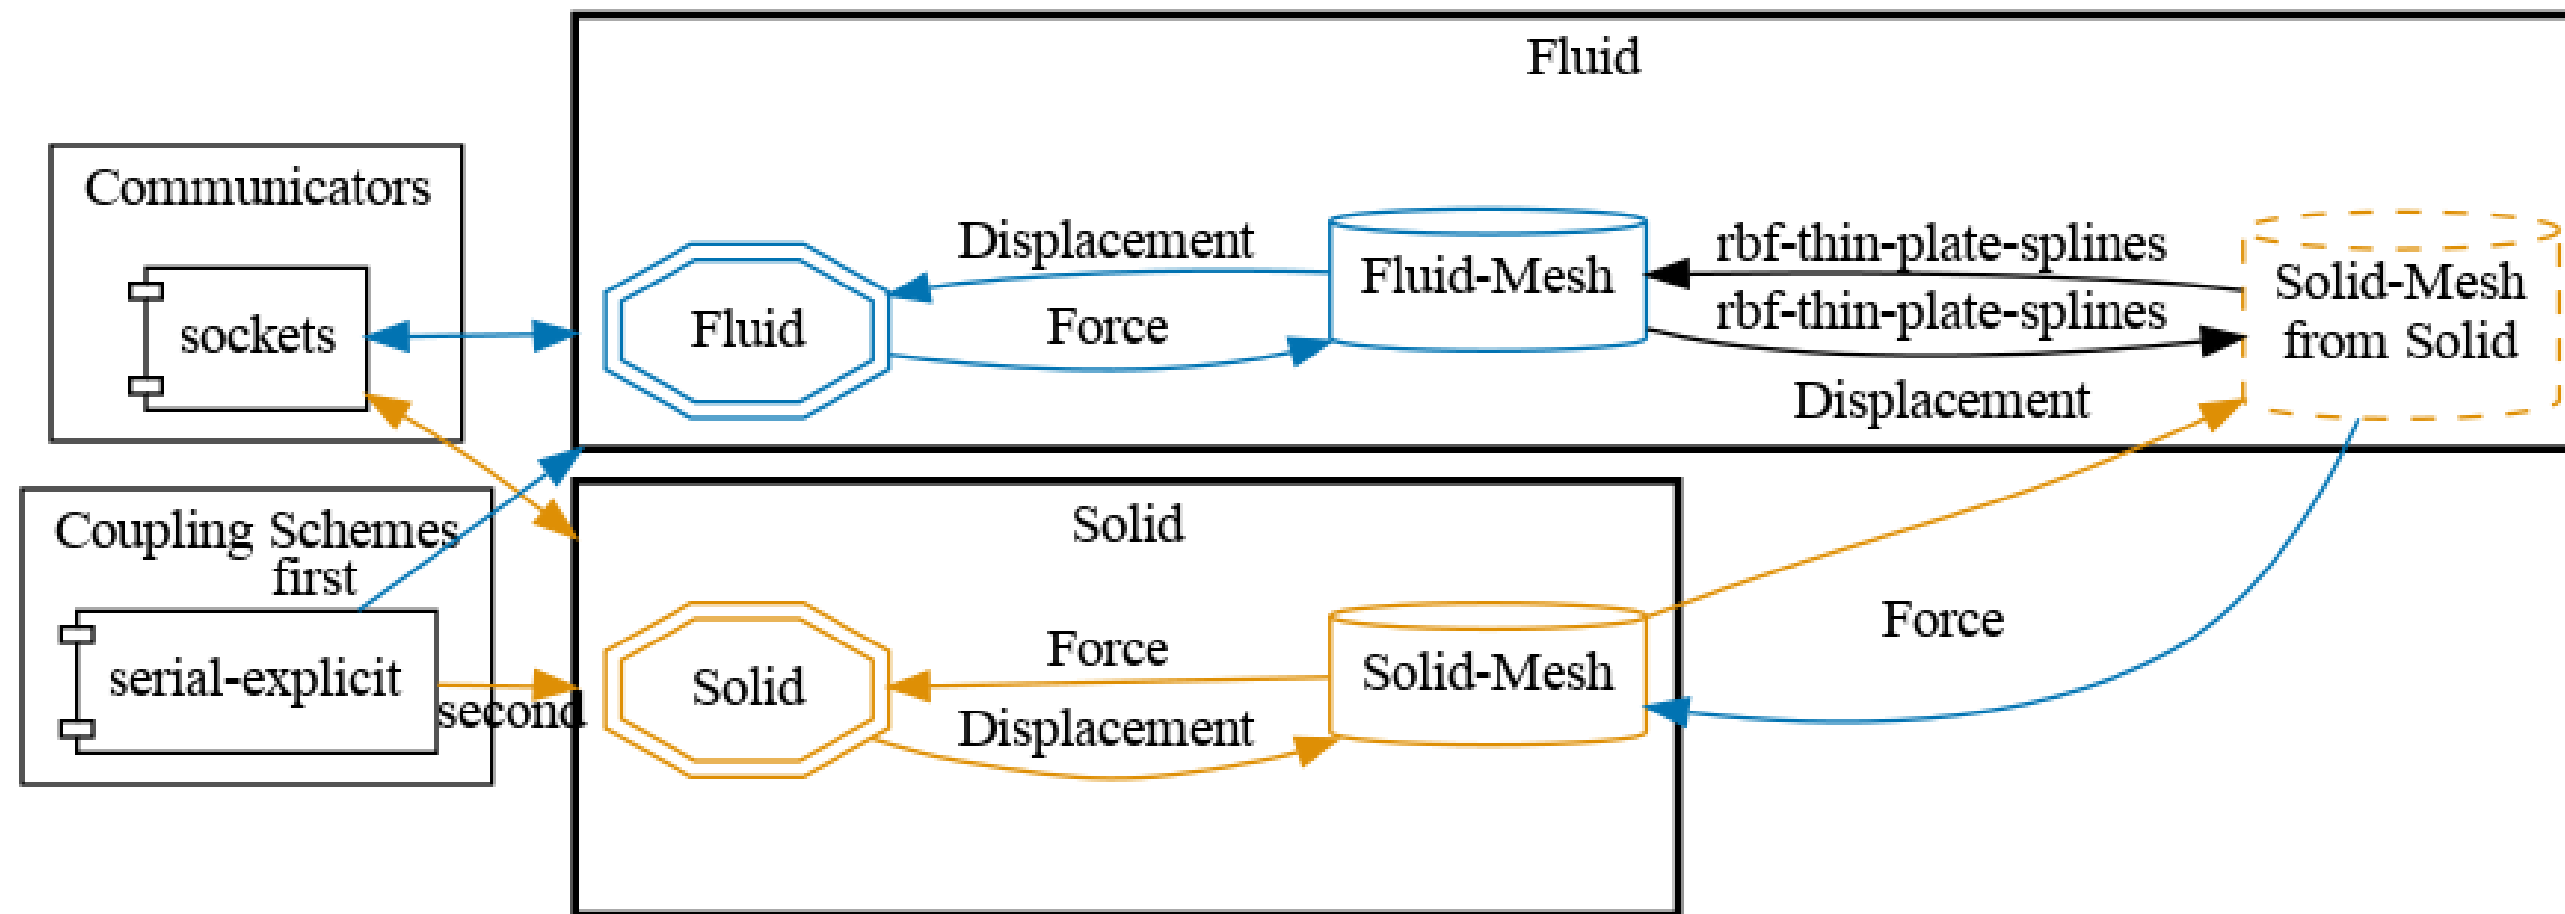 Fluid
Communicators
sockets
Displacement
Fluid
Force
Fluid-Mesh
rbf-thin-plate-splines
rbf-thin-plate-splines
Displacement
Solid-Mesh
from Solid
Coupling Schemes
first
serial-explicit
second
Solid
Solid
Force
Displacement
Solid-Mesh
Force